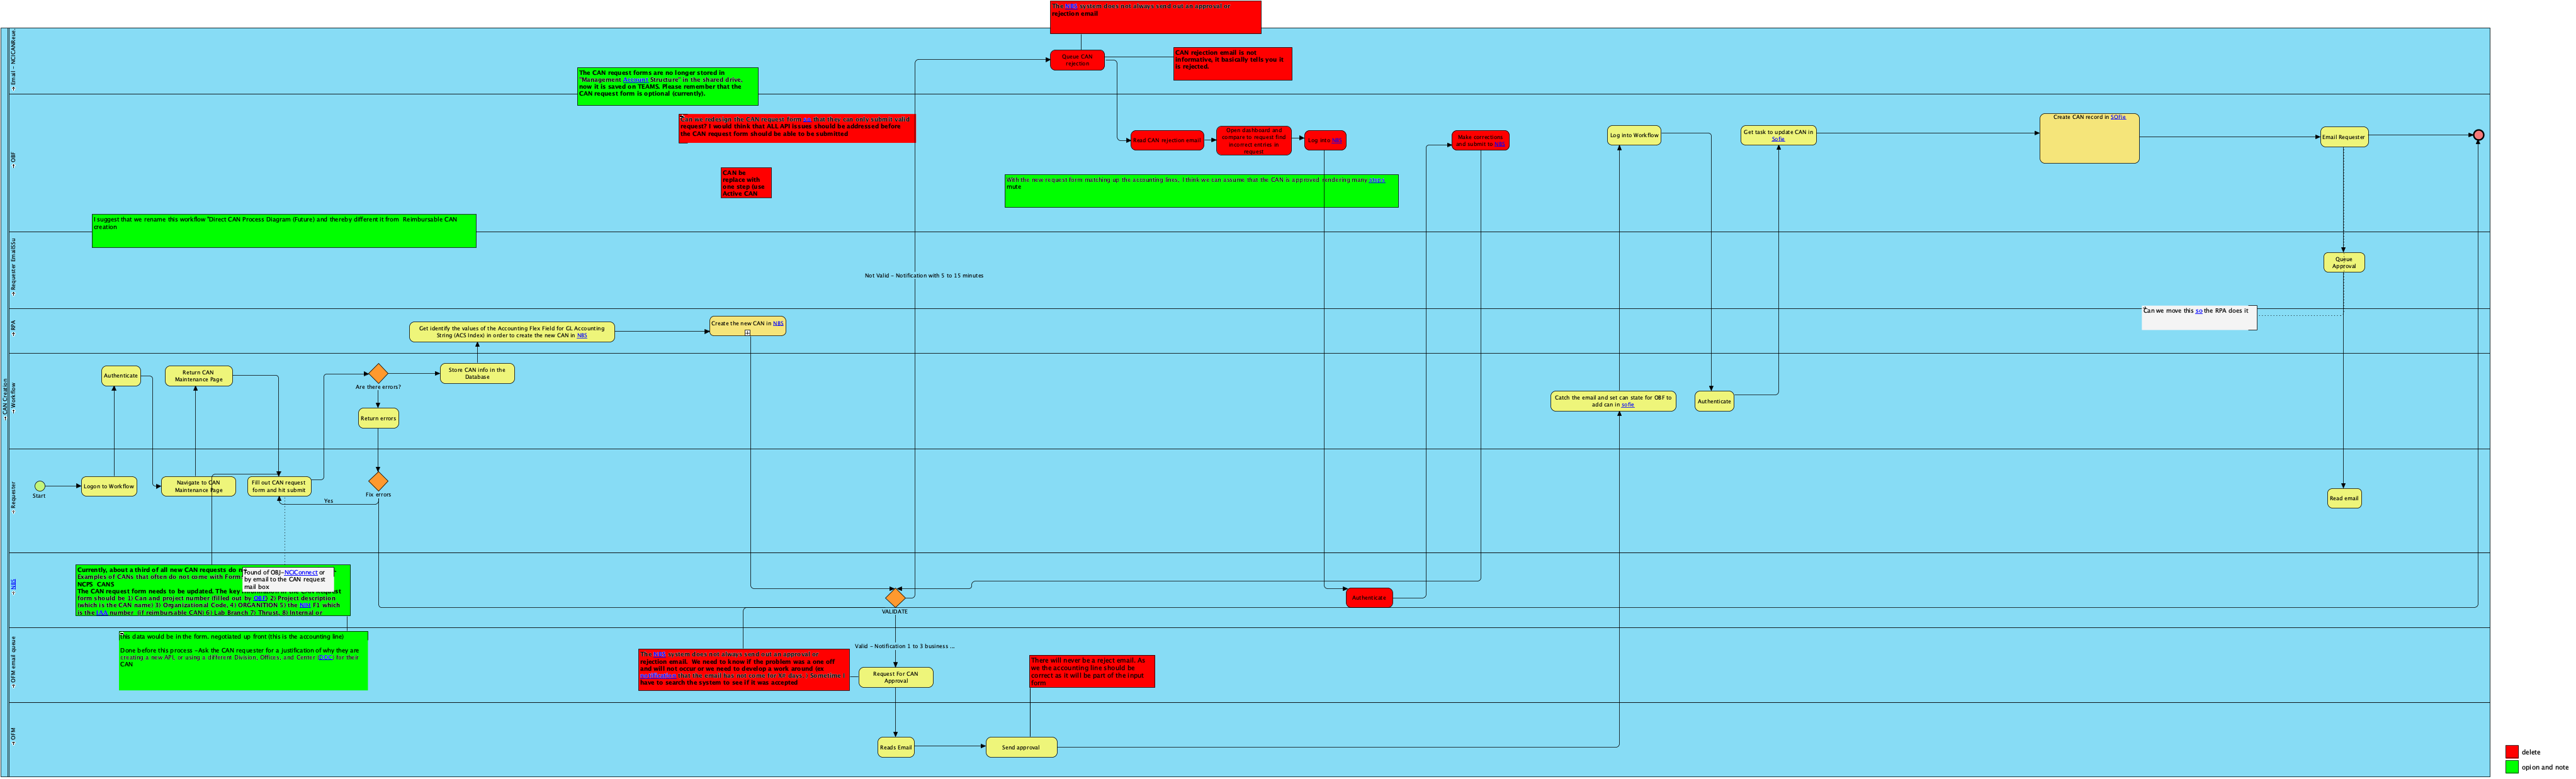 The NBS system does not always send out an approval or
rejection email
Email - NCICANReue.
Queue CAN
rejection
CAN rejection email is not
informative, it basically tells you it
is rejected.
The CAN request forms are no longer stored in
"Management Account Structure" in the shared drive,
now it is saved on TEAMS. Please remember that the
CAN request form is optional (currently).
OBF
Can we redesign the CAN request form so that they can only submit valid
request? I would think that ALL API issues should be addressed before
the CAN request form should be able to be submitted
Read CAN rejection email
Open dashboard and
compare to request find
incorrect entries to
request
Log into NBS
Make corrections
and submit to NBS
Log into Workflow
Get task to update CAN in
Sofie
Create CAN record in SOFie
Email Requester
CAN be
replace with
one step (use
Active CAN
With the new request form matching up the accounting lines, I think we can assume that the CAN is approved rendering many steps
mute
I suggest that we rename this workflow "Direct CAN Process Diagram (Future) and thereby different it from Reimbursable CAN
creation
Requester EmailSSu
Not Valid - Notification with 5 to 15 minutes
Queue
Approval
Can we move this so the RPA does it
RPA
Get identify the values of the Accounting Flex Field for GL Accounting
String (ACS Index) in order to create the new CAN in NBS
Create the new CAN in NBS
CAN Creation
Workflow
Authenticate
Return CAN
Maintenance Page
Are there errors?
Store CAN info in the
Database
Return errors
Catch the email and set can state for OBF to
add can in sofie
Authenticate
Requester
Start
Logon to Workflow
Navigate to CAN
Maintenance Page
Fill out CAN request
form and hit submit
Fix errors
Yes
Read email
NBS
Currently, about a third of all new CAN requests do
Examples of CANs that often do not come with Form
NCPS CANS
The CAN request form needs to be updated. The key
form should be 1) Can and project number (filled out by OBF) 2) Project description
(which is the CAN name) 3) Organizational Code, 4) ORGANITION 5) the NIH F1 which
is the IAA number (if reimbursable CAN) 6) Lab Branch 7) Thrust, 8) Internal or
Found of OBJ-NCIConnect or
by email to the CAN request
mail box
VALIDATE
Authenticate
OFM email queue
this data would be in the form, negotiated up front (this is the accounting line)
Done before this process -Ask the CAN requester for a justification of why they are
creating a new API, or using a different Division, Offices, and Center (DOC) for their
CAN
The NBS system does not always send out an approval or
rejection email. We need to know if the problem was a one off
and will not occur or we need to develop a work around (ex
that the email has not come for XX days. - Sometime
have to search the system to see if it was accepted
Valid - Notification 1 to 3 business ...
Request For CAN
Approval
There will never be a reject email. As
we the accounting lines should be
correct as it will be part of the input
form
OFM
Reads Email
Send approval
delete
opion and note